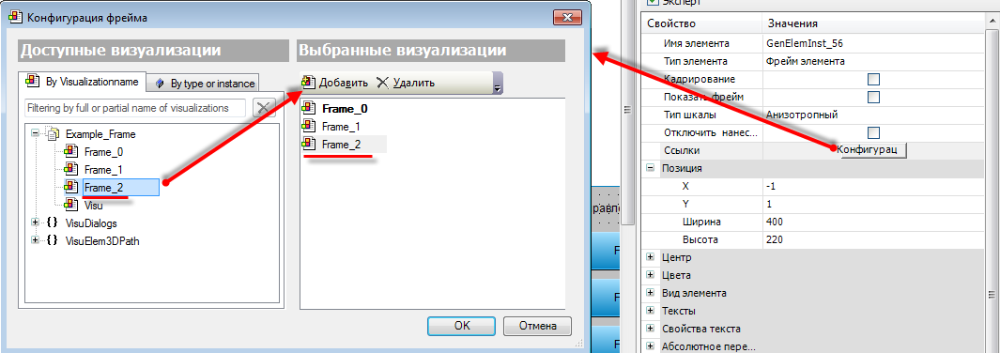 Конфигурация фрейма
Доступные визуализации
By Visualizationname
By type or instance
Filtering by full or partial name of visualizations
Example_Frame
Frame_0
Frame_1
Frame_2
Visu
VisuDialogs
VisuElem3DPath
Выбранные визуализации
Добавить
Удалить
Frame_0
Frame_1
Frame_2
OK
Отмена
F
F
F
Эксперт
Свойство Значения
Имя элемента GenElemInst_56
Тип элемента Фрейм элемента
Кадрирование
Показать фрейм
Тип шкалы Анизотропный
Отключить нанес...
Ссылки Конфигурац
Позиция
X -1
Y 1
Ширина 400
Высота 220
Центр
Цвета
Вид элемента
Тексты
Свойства текста
Абсолютное пере...